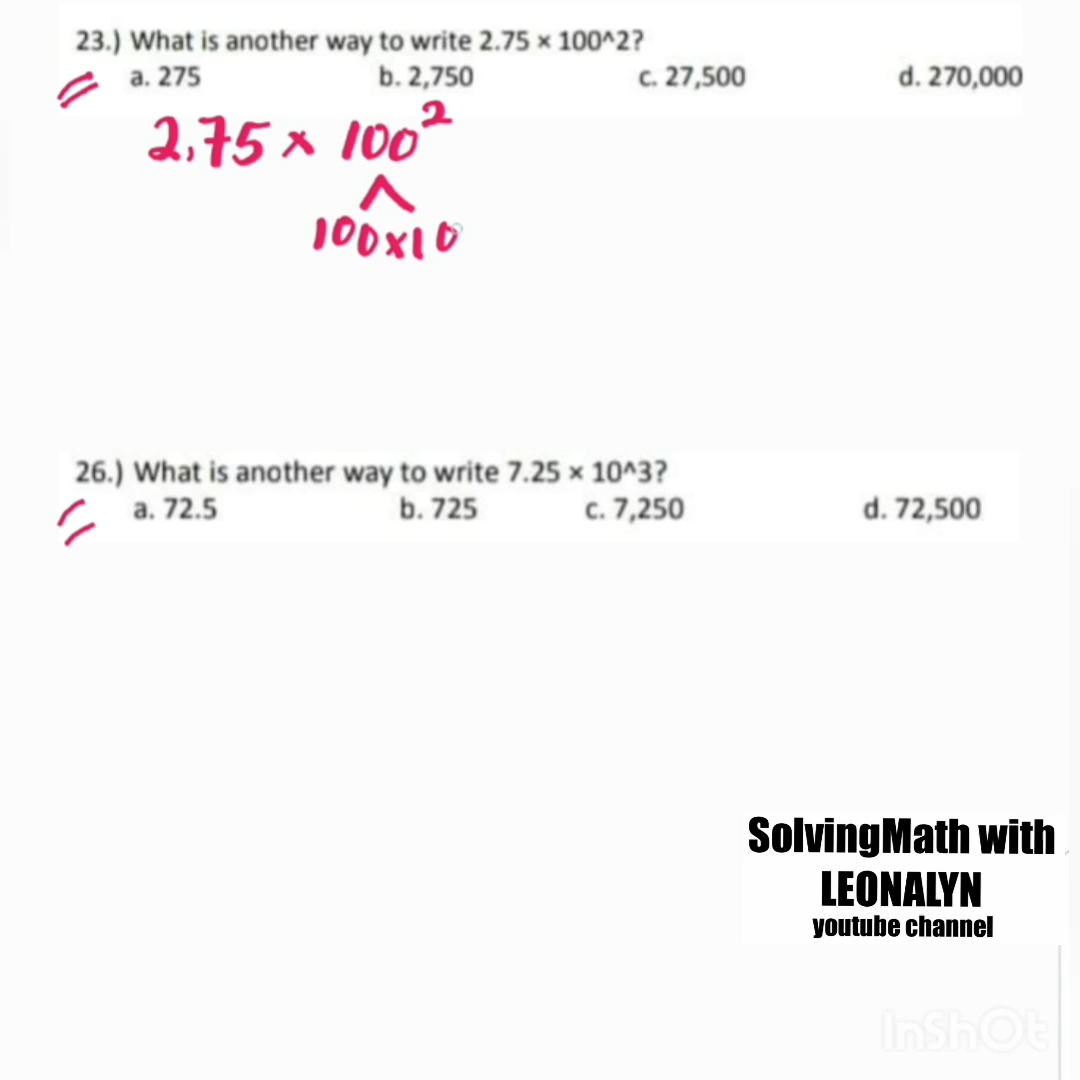 23.) What is another way to write 2.75 × 100^2?
a. 275 b. 2,750 c. 27,500 d. 270,000
2.75 × 100²
100×10
26.) What is another way to write 7.25 × 10^3?
a. 72.5 b. 725 c. 7,250 d. 72,500
SolvingMath with
LEONALYN
youtube channel
InShOt